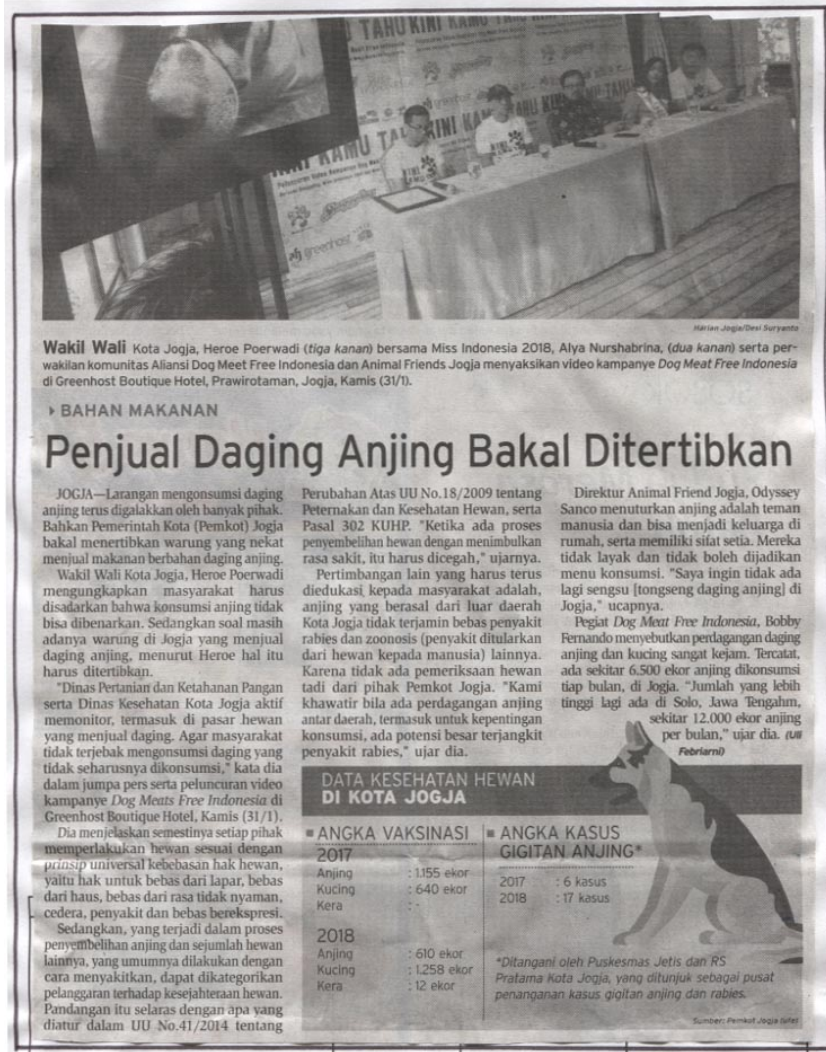 TAHU KINI KAMU TAHU
KINI KAMU TAHU KINI KAMU TAHU
greenhost
Harian Jogja/Desi Suryanto
Wakil Wali Kota Jogja, Heroe Poerwadi (tiga kanan) bersama Miss Indonesia 2018, Alya Nurshabrina, (dua kanan) serta per-
wakilan komunitas Aliansi Dog Meet Free Indonesia dan Animal Friends Jogja menyaksikan video kampanye Dog Meat Free Indonesia
di Greenhost Boutique Hotel, Prawirotaman, Jogja, Kamis (31/1).
BAHAN MAKANAN
Penjual Daging Anjing Bakal Ditertibkan
JOGJA—Larangan mengonsumsi daging
anjing terus digalakkan oleh banyak pihak.
Bahkan Pemerintah Kota (Pemkot) Jogja
bakal menertibkan warung yang nekat
menjual makanan berbahan daging anjing.
Wakil Wali Kota Jogja, Heroe Poerwadi
mengungkapkan masyarakat harus
disadarkan bahwa konsumsi anjing tidak
bisa dibenarkan. Sedangkan soal masih
adanya warung di Jogja yang menjual
daging anjing, menurut Heroe hal itu
harus ditertibkan.
"Dinas Pertanian dan Ketahanan Pangan
serta Dinas Kesehatan Kota Jogja aktif
memonitor, termasuk di pasar hewan
yang menjual daging. Agar masyarakat
tidak terjebak mengonsumsi daging yang
tidak seharusnya dikonsumsi," kata dia
dalam jumpa pers serta peluncuran video
kampanye Dog Meats Free Indonesia di
Greenhost Boutique Hotel, Kamis (31/1).
Dia menjelaskan semestinya setiap pihak
memperlakukan hewan sesuai dengan
prinsip universal kebebasan hak hewan,
yaitu hak untuk bebas dari lapar, bebas
dari haus, bebas dari rasa tidak nyaman,
cedera, penyakit dan bebas berekspresi.
Sedangkan, yang terjadi dalam proses
penyembelihan anjing dan sejumlah hewan
lainnya, yang umumnya dilakukan dengan
cara menyakitkan, dapat dikategorikan
pelanggaran terhadap kesejahteraan hewan.
Pandangan itu selaras dengan apa yang
diatur dalam UU No.41/2014 tentang
Perubahan Atas UU No.18/2009 tentang
Peternakan dan Kesehatan Hewan, serta
Pasal 302 KUHP. "Ketika ada proses
penyembelihan hewan dengan menimbulkan
rasa sakit, itu harus dicegah," ujarnya.
Pertimbangan lain yang harus terus
diedukasi kepada masyarakat adalah,
anjing yang berasal dari luar daerah
Kota Jogja tidak terjamin bebas penyakit
rabies dan zoonosis (penyakit ditularkan
dari hewan kepada manusia) lainnya.
Karena tidak ada pemeriksaan hewan
tadi dari pihak Pemkot Jogja. "Kami
khawatir bila ada perdagangan anjing
antar daerah, termasuk untuk kepentingan
konsumsi, ada potensi besar terjangkit
penyakit rabies," ujar dia.
Direktur Animal Friend Jogja, Odyssey
Sanco menuturkan anjing adalah teman
manusia dan bisa menjadi keluarga di
rumah, serta memiliki sifat setia. Mereka
tidak layak dan tidak boleh dijadikan
menu konsumsi. "Saya ingin tidak ada
lagi sengsu [tongseng daging anjing] di
Jogja," ucapnya.
Pegiat Dog Meat Free Indonesia, Bobby
Fernando menyebutkan perdagangan daging
anjing dan kucing sangat kejam. Tercatat,
ada sekitar 6.500 ekor anjing dikonsumsi
tiap bulan, di Jogja. "Jumlah yang lebih
tinggi lagi ada di Solo, Jawa Tengahm,
sekitar 12.000 ekor anjing
per bulan," ujar dia. (Uli
Febriarni)
DATA KESEHATAN HEWAN
DI KOTA JOGJA
ANGKA VAKSINASI
2017
Anjing : 1.155 ekor
Kucing : 640 ekor
Kera : -
2018
Anjing : 610 ekor
Kucing : 1.258 ekor
Kera : 12 ekor
ANGKA KASUS
GIGITAN ANJING*
2017 : 6 kasus
2018 : 17 kasus
*Ditangani oleh Puskesmas Jetis dan RS
Pratama Kota Jogja, yang ditunjuk sebagai pusat
penanganan kasus gigitan anjing dan rabies.
Sumber: Pemkot Jogja